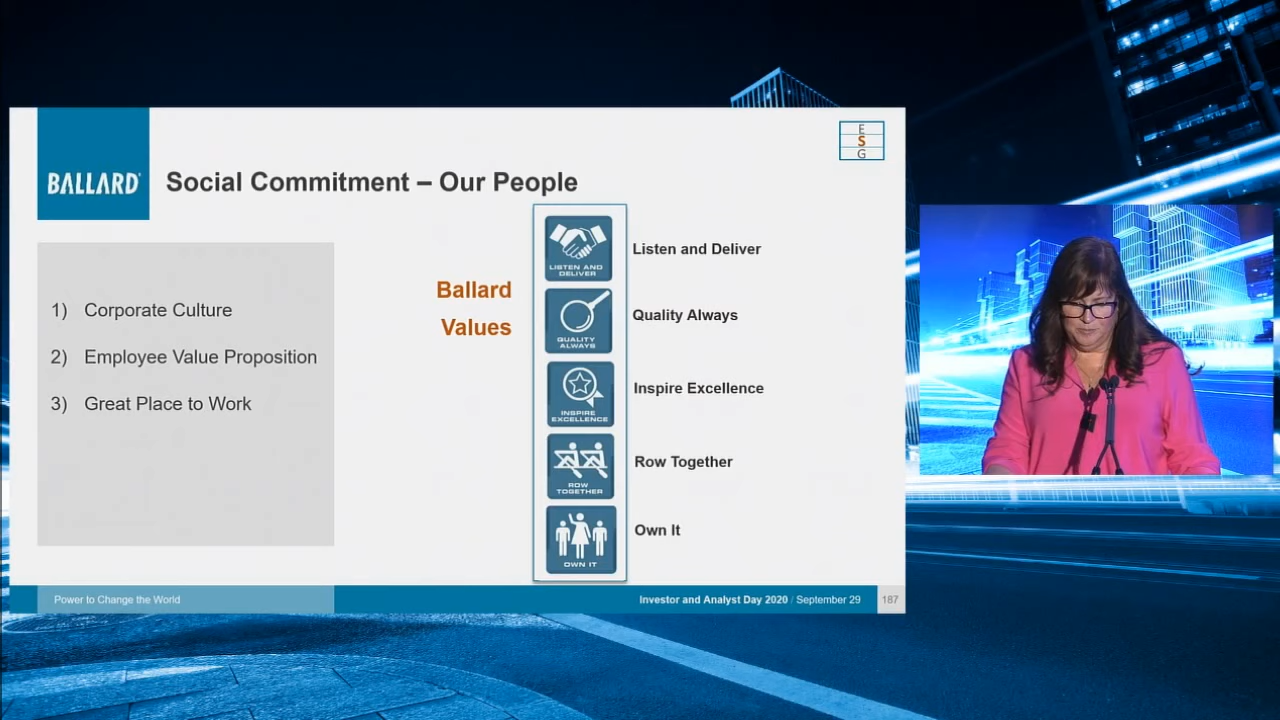 E
S
G
BALLARD
Social Commitment – Our People
1) Corporate Culture
2) Employee Value Proposition
3) Great Place to Work
Ballard
Values
LISTEN AND
DELIVER
Listen and Deliver
QUALITY
ALWAYS
Quality Always
INSPIRE
EXCELLENCE
Inspire Excellence
ROW
TOGETHER
Row Together
OWN IT
Own It
Power to Change the World
Investor and Analyst Day 2020 / September 29
187